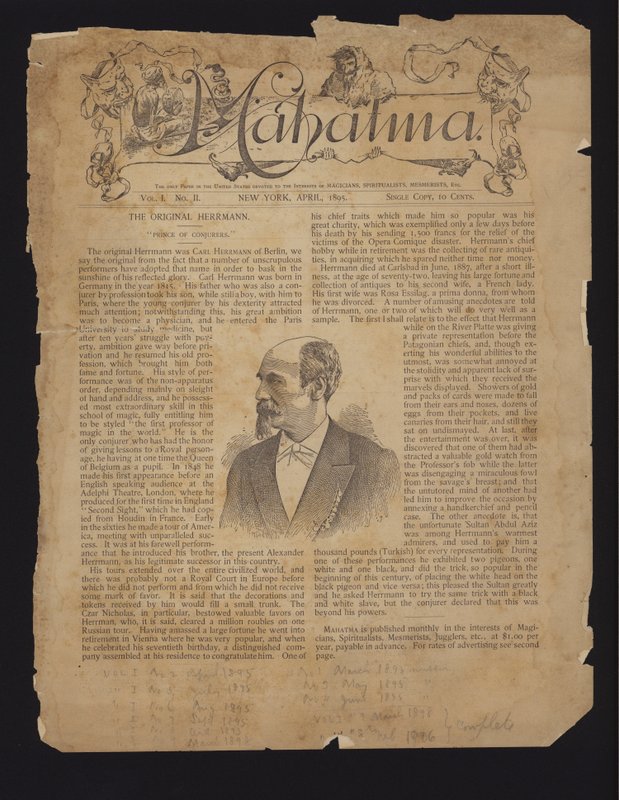 Mahatma.
THE ONLY PAPER IN THE UNITED STATES DEVOTED TO THE INTERESTS OF MAGICIANS, SPIRITUALISTS, MESMERISTS, Etc.
VOL. I. No. II. NEW YORK, APRIL, 1895. SINGLE COPY, 10 CENTS.
THE ORIGINAL HERRMANN.
"PRINCE OF CONJURERS."
The original Herrmann was CARL HERRMAN of Berlin, we
say the original from the fact that a number of unscrupulous
performers have adopted that name in order to bask in the
sunshine of his reflected glory. Carl Herrmann was born in
Germany in the year 1815. His father who was also a con-
jurer by profession took his son, while still a boy, with him to
Paris, where the young conjurer by his dexterity attracted
much attention; notwithstanding this, his great ambition
was to become a physician, and he entered the Paris
University to study medicine, but
after ten years' struggle with pov-
erty, ambition gave way before pri-
vation and he resumed his old pro-
fession, which brought him both
fame and fortune. His style of per-
formance was of the non-apparatus
order, depending mainly on sleight
of hand and address, and he possess-
ed most extraordinary skill in this
school of magic, fully entitling him
to be styled "the first professor of
magic in the world." He is the
only conjurer who has had the honor
of giving lessons to a Royal person-
age, he having at one time the Queen
of Belgium as a pupil. In 1848 he
made his first appearance before an
English speaking audience at the
Adelphi Theatre, London, where he
produced for the first time in England
"Second Sight," which he had cop-
ied from Houdin in France. Early
in the sixties he made a tour of Amer-
ica, meeting with unparalleled suc-
cess. It was at his farewell perform-
ance that he introduced his brother, the present Alexander
Herrmann, as his legitimate successor in this country.
His tours extended over the entire civilized world, and
there was probably not a Royal Court in Europe before
which he did not perform and from which he did not receive
some mark of favor. It is said that the decorations and
tokens received by him would fill a small trunk. The
Czar Nicholas, in particular, bestowed valuable favors on
Herrman, who, it is said, cleared a million roubles on one
Russian tour. Having amassed a large fortune he went into
retirement in Vienna where he was very popular, and when
he celebrated his seventieth birthday, a distinguished com-
pany assembled at his residence to congratulate him. One of
his chief traits which made him so popular was his
great charity, which was exemplified only a few days before
his death by his sending 1,500 francs for the relief of the
victims of the Opera Comique disaster. Herrmann's chief
hobby while in retirement was the collecting of rare antiqui-
ties, in acquiring which he spared neither time nor money.
Herrmann died at Carlsbad in June, 1887, after a short ill-
ness, at the age of seventy-two, leaving his large fortune and
collection of antiques to his second wife, a French lady.
His first wife was Rosa Essilag, a prima donna, from whom
he was divorced. A number of amusing anecdotes are told
of Herrmann, one or two of which will do very well as a
sample. The first I shall relate is to the effect that Herrmann
while on the River Platte was giving
a private representation before the
Patagonian chiefs, and, though ex-
erting his wonderful abilities to the
utmost, was somewhat annoyed at
the stolidity and apparent lack of sur-
prise with which they received the
marvels displayed. Showers of gold
and packs of cards were made to fall
from their ears and noses, dozens of
eggs from their pockets, and live
canaries from their hair, and still they
sat on undismayed. At last, after
the entertainment was over, it was
discovered that one of them had ab-
stracted a valuable gold watch from
the Professor's fob while the latter
was disengaging a miraculous fowl
from the savage's breast; and that
the untutored mind of another had
led him to improve the occasion by
annexing a handkerchief and pencil
case. The other anecdote is, that
the unfortunate Sultan Abdul Aziz
was among Herrmann's warmest
admirers, and used to pay him a
thousand pounds (Turkish) for every representation. During
one of these performances he exhibited two pigeons, one
white and one black, and did the trick, so popular in the
beginning of this century, of placing the white head on the
black pigeon and vice versa; this pleased the Sultan greatly
and he asked Herrmann to try the same trick with a black
and white slave, but the conjurer declared that this was
beyond his powers.
MAHATMA is published monthly in the interests of Magi-
cians, Spiritualists, Mesmerists, Jugglers, etc., at $1.00 per
year, payable in advance. For rates of advertising see second
page.
VOL I No 2 April 1895
" I No 5 July 1895
" I No 6 Aug 1895
" I No 7 Sept 1895
No 1 March 1895
No 3 May 1895
No 4 June 1895
1898
complete